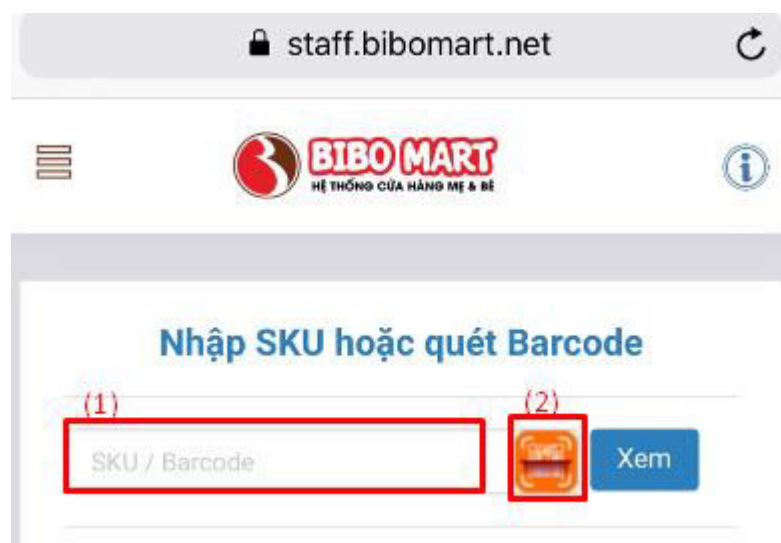 staff.bibomart.net
BIBO MART
HỆ THỐNG CỬA HÀNG MẸ & BÉ
Nhập SKU hoặc quét Barcode
(1) (2)
SKU / Barcode Xem